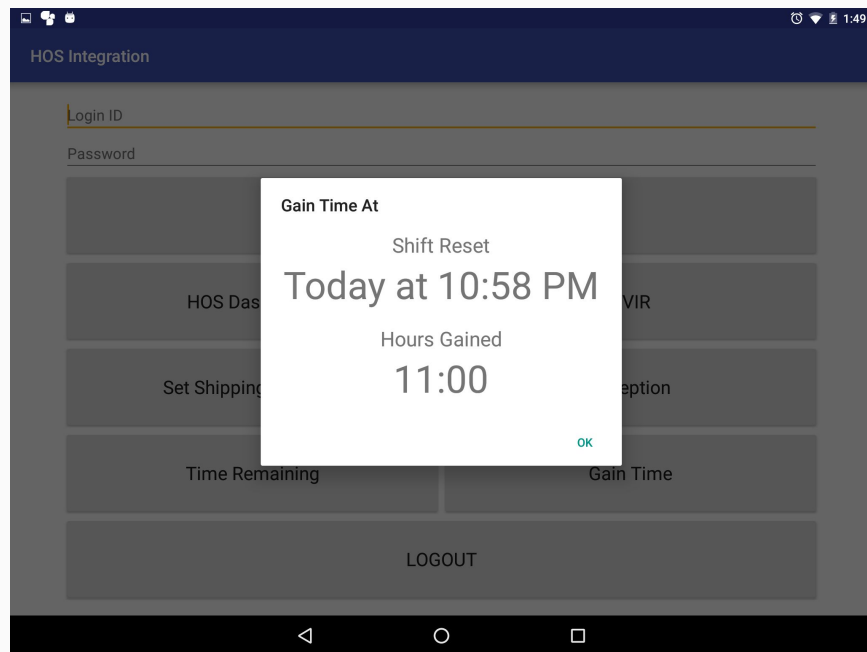 1:49
HOS Integration
Login ID
Password
Gain Time At
Shift Reset
Today at 10:58 PM
Hours Gained
11:00
OK
HOS Das
VIR
Set Shipping
eption
Time Remaining
Gain Time
LOGOUT